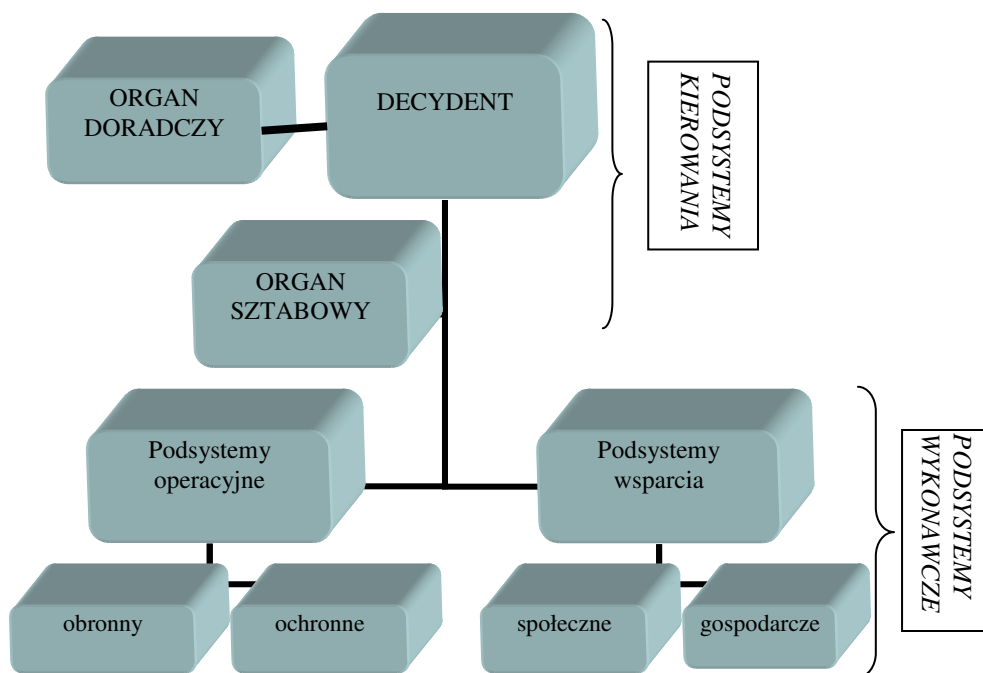 ORGAN
DORADCZY
DECYDENT
PODSYSTEMY
KIEROWANIA
ORGAN
SZTABOWY
Podsystemy
operacyjne
Podsystemy
wsparcia
PODSYSTEMY
WYKONAWCZE
obronny
ochronne
społeczne
gospodarcze